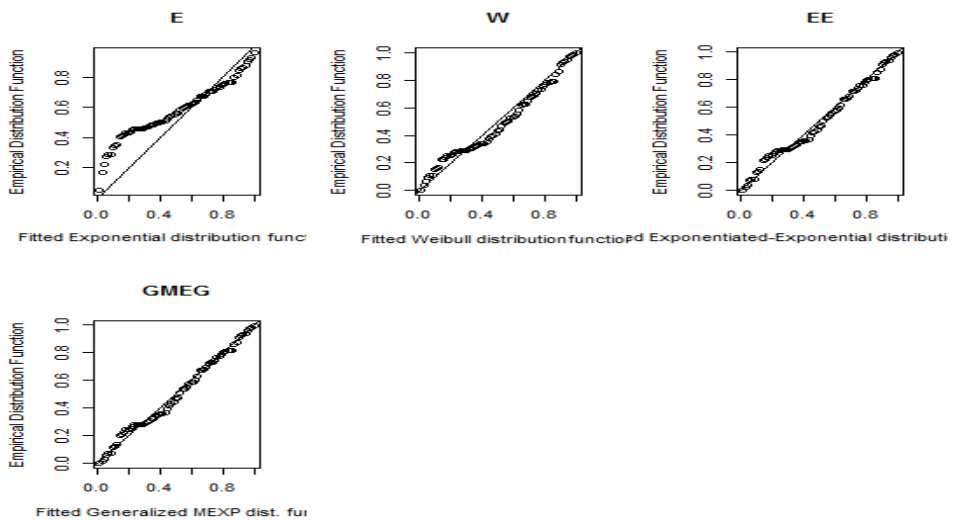 E
Empirical Distribution Function
0.2 0.4 0.6 0.8
0.0 0.4 0.8
Fitted Exponential distribution funct
W
Empirical Distribution Function
0.0 0.2 0.4 0.6 0.8 1.0
0.0 0.4 0.8
Fitted Weibull distribution function
EE
Empirical Distribution Function
0.0 0.2 0.4 0.6 0.8 1.0
0.0 0.4 0.8
ed Exponentiated-Exponential distributi
GMEG
Empirical Distribution Function
0.0 0.2 0.4 0.6 0.8 1.0
0.0 0.4 0.8
Fitted Generalized MEXP dist. fun